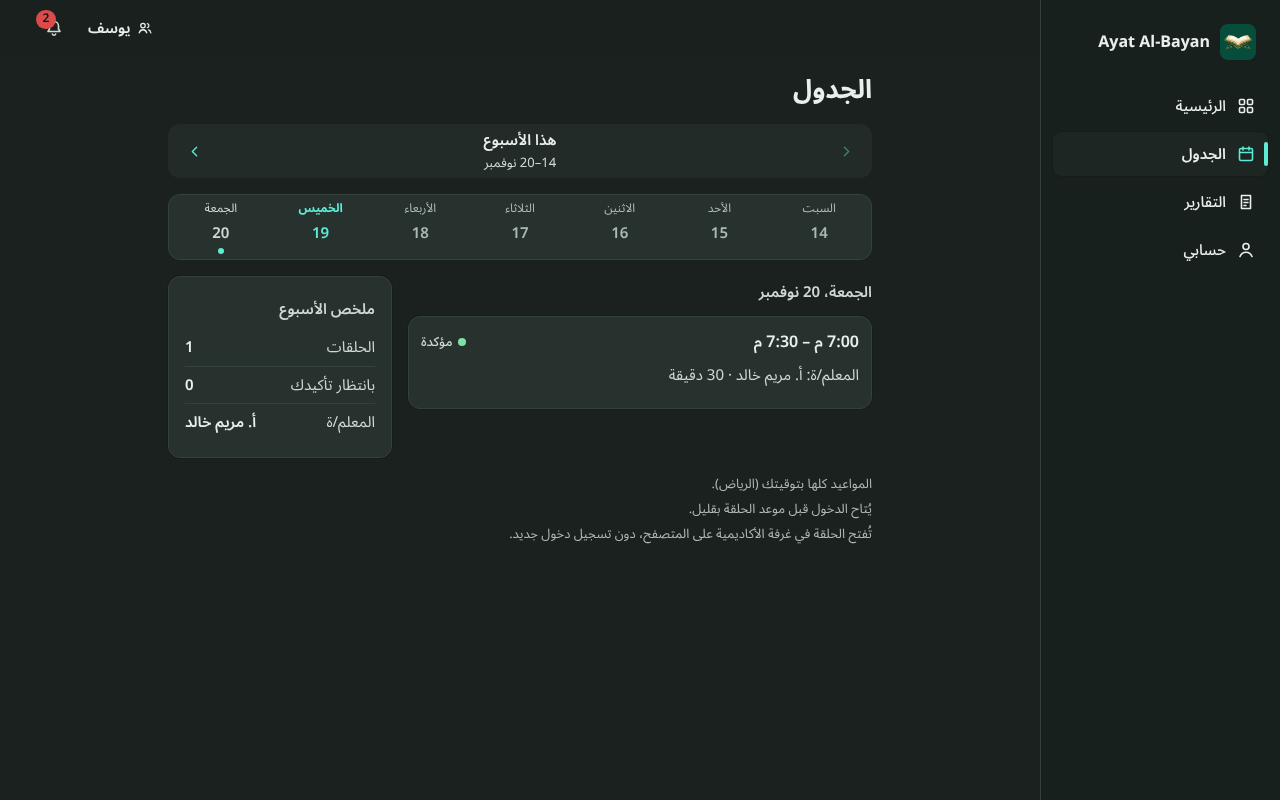 Ayat Al-Bayan
الرئيسية
الجدول
التقارير
حسابي
يوسف
2
الجدول
هذا الأسبوع
14–20 نوفمبر
السبت 14
الأحد 15
الاثنين 16
الثلاثاء 17
الأربعاء 18
الخميس 19
الجمعة 20
الجمعة، 20 نوفمبر
7:00 م – 7:30 م
مؤكدة
المعلم/ة: أ. مريم خالد · 30 دقيقة
ملخص الأسبوع
الحلقات 1
بانتظار تأكيدك 0
المعلم/ة أ. مريم خالد
المواعيد كلها بتوقيتك (الرياض).
يُتاح الدخول قبل موعد الحلقة بقليل.
تُفتح الحلقة في غرفة الأكاديمية على المتصفح، دون تسجيل دخول جديد.